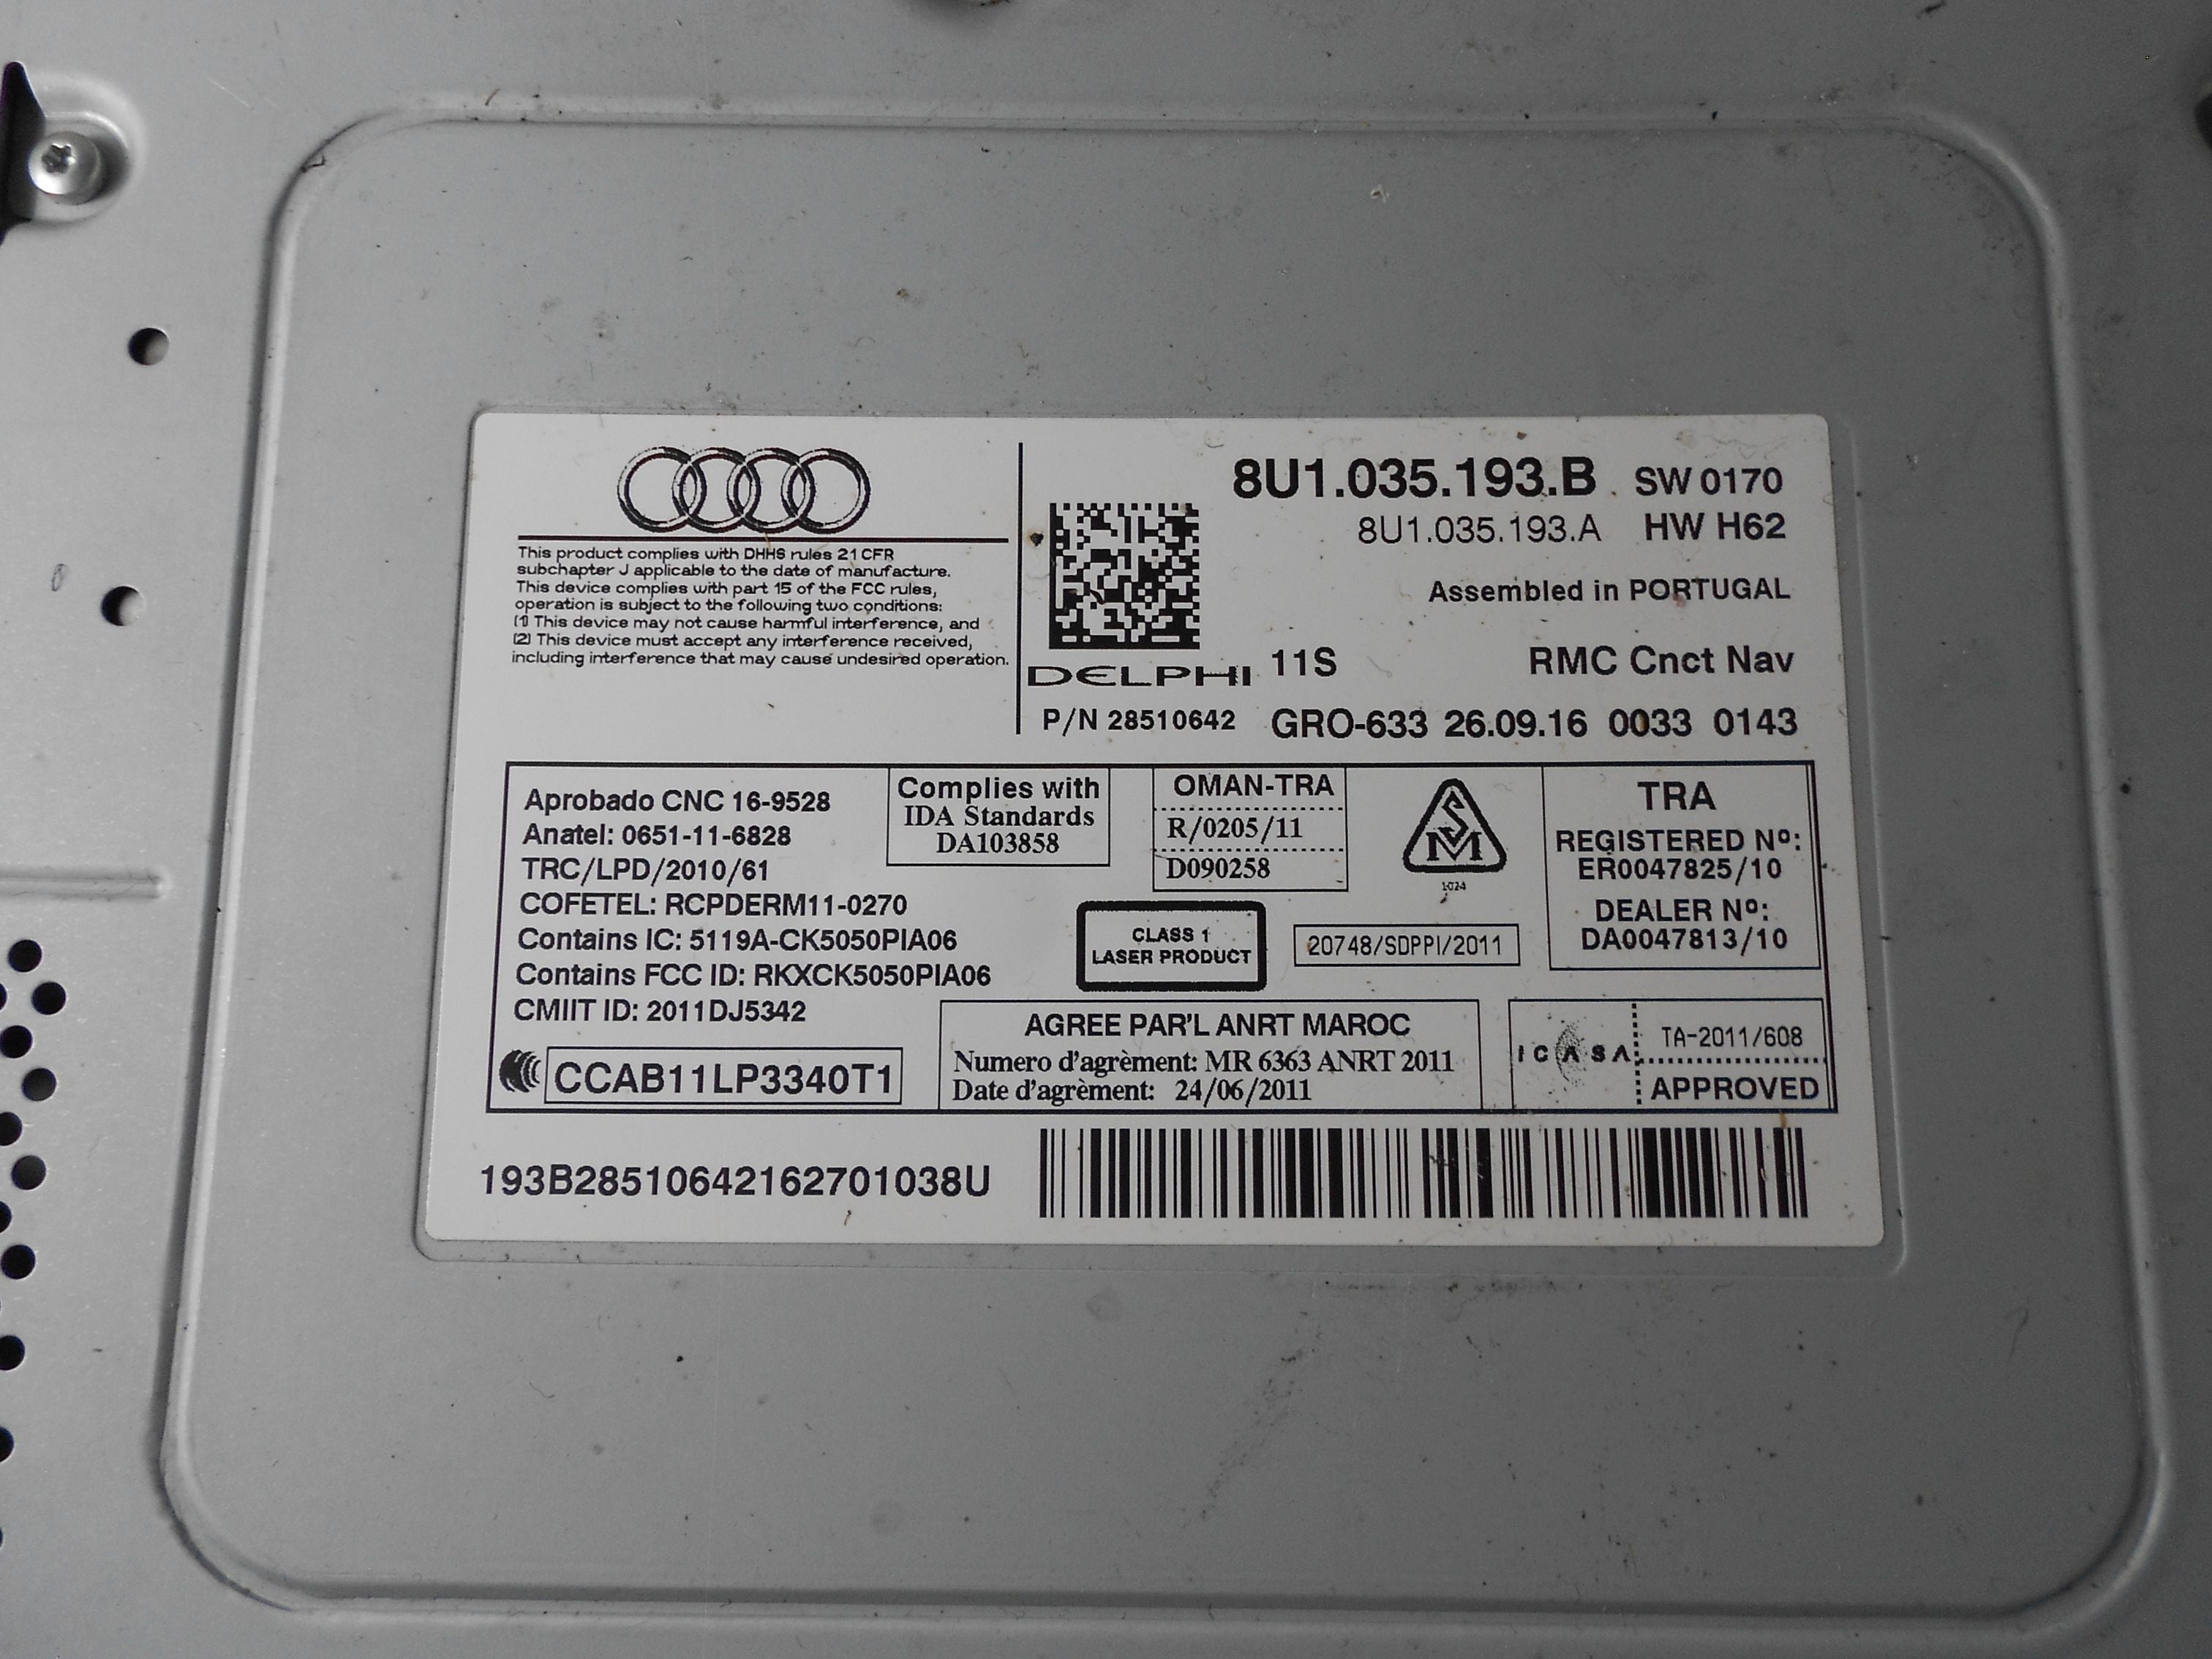 This product complies with DHHS rules 21 CFR
subchapter J applicable to the date of manufacture.
This device complies with part 15 of the FCC rules,
operation is subject to the following two conditions:
(1) This device may not cause harmful interference, and
(2) This device must accept any interference received,
including interference that may cause undesired operation.
8U1.035.193.B SW 0170
8U1.035.193.A HW H62
Assembled in PORTUGAL
DELPHI 11S RMC Cnct Nav
P/N 28510642 GRO-633 26.09.16 0033 0143
Aprobado CNC 16-9528
Anatel: 0651-11-6828
TRC/LPD/2010/61
COFETEL: RCPDERM11-0270
Contains IC: 5119A-CK5050PIA06
Contains FCC ID: RKXCK5050PIA06
CMIIT ID: 2011DJ5342
CCAB11LP3340T1
Complies with
IDA Standards
DA103858
OMAN-TRA
R/0205/11
D090258
SM
1024
TRA
REGISTERED Nº:
ER0047825/10
DEALER Nº:
DA0047813/10
CLASS 1
LASER PRODUCT
20748/SDPPI/2011
AGREE PAR'L ANRT MAROC
Numero d'agrèment: MR 6363 ANRT 2011
Date d'agrèment: 24/06/2011
ICASA
TA-2011/608
APPROVED
193B28510642162701038U